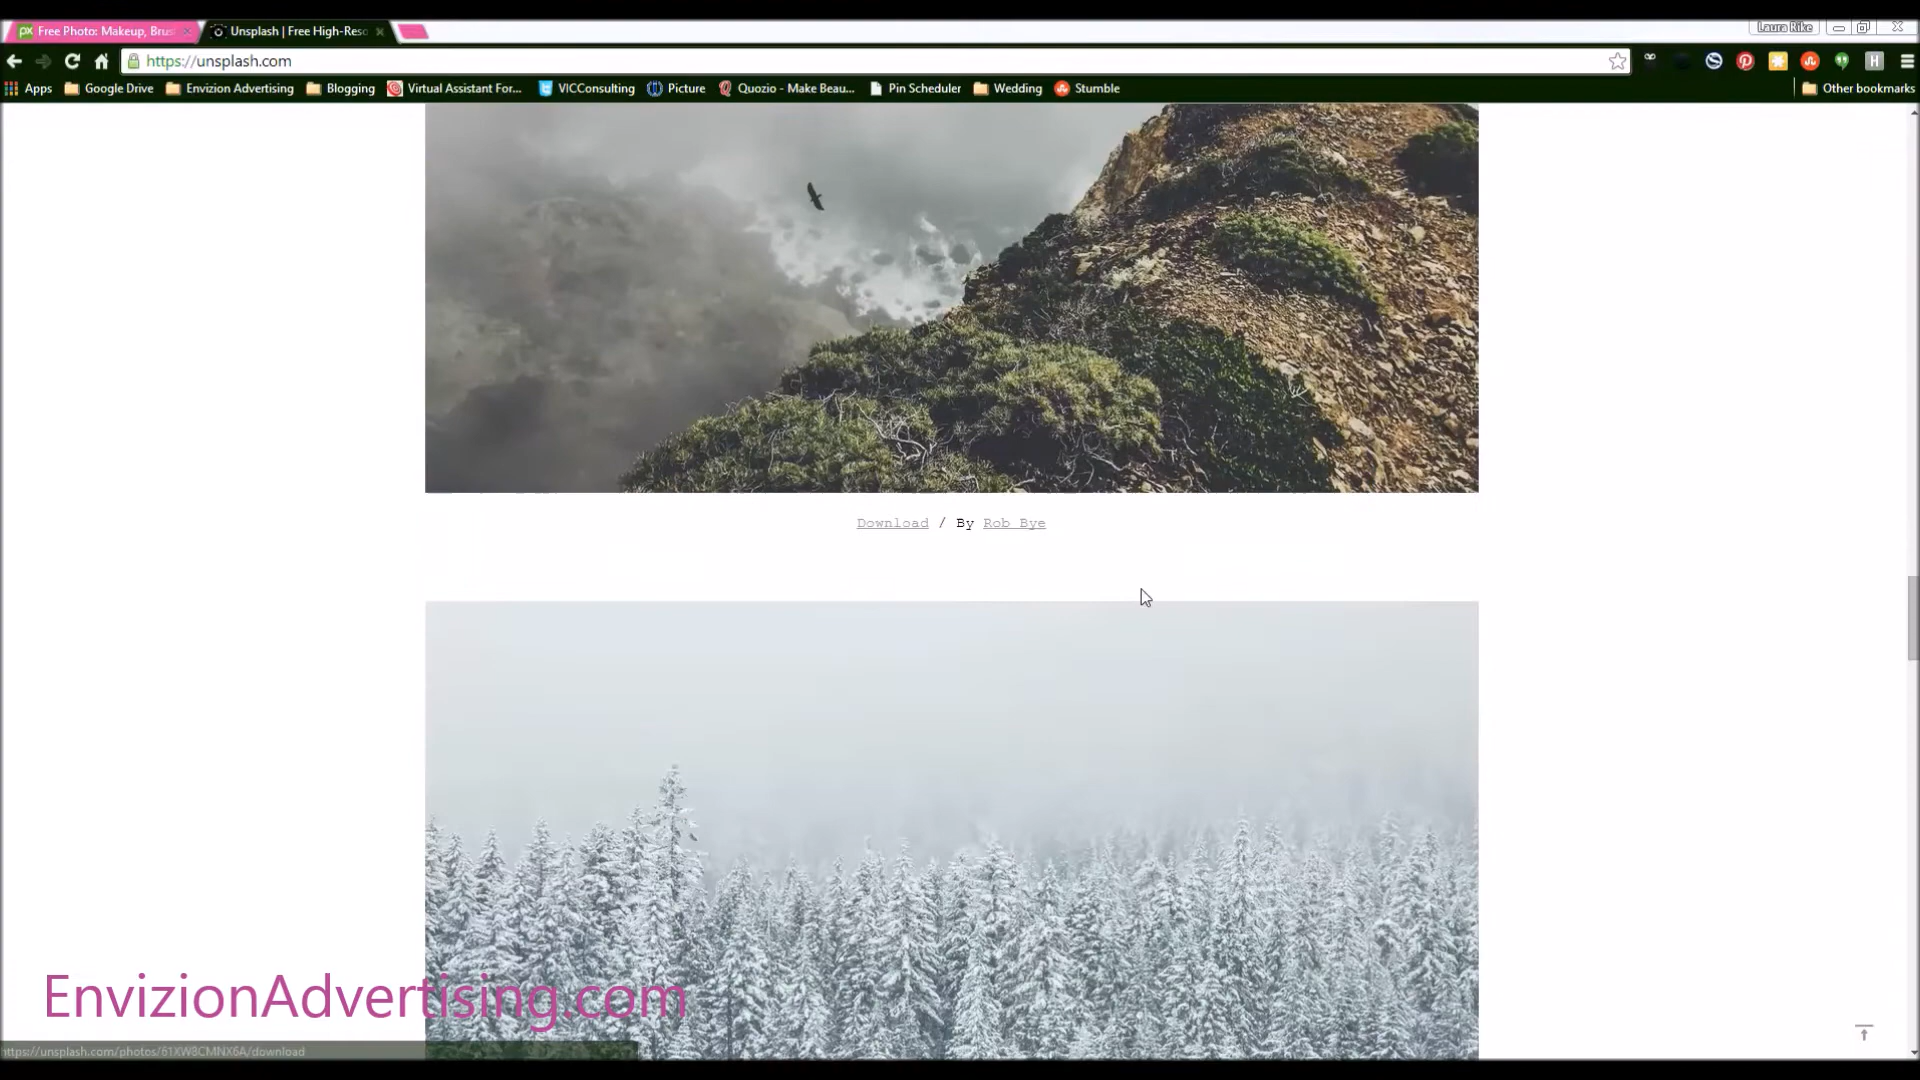 Free Photo: Makeup, Brus
Unsplash | Free High-Reso
Laura Rike
https://unsplash.com
Apps Google Drive Envizion Advertising Blogging Virtual Assistant For... VICConsulting Picture Quozio - Make Beau... Pin Scheduler Wedding Stumble Other bookmarks
Download / By Rob Bye
EnvizionAdvertising.com
https://unsplash.com/photos/61XW8CMNX6A/download